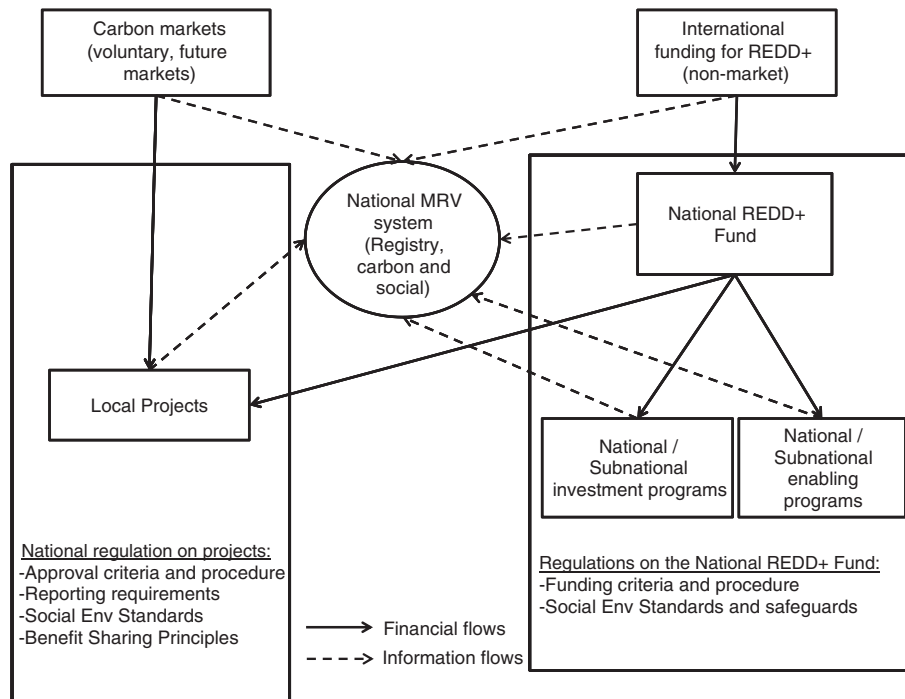 Carbon markets
(voluntary, future
markets)
International
funding for REDD+
(non-market)
National MRV
system
(Registry,
carbon and
social)
National REDD+
Fund
Local Projects
National /
Subnational
investment programs
National /
Subnational
enabling
programs
National regulation on projects:
-Approval criteria and procedure
-Reporting requirements
-Social Env Standards
-Benefit Sharing Principles
Regulations on the National REDD+ Fund:
-Funding criteria and procedure
-Social Env Standards and safeguards
Financial flows
Information flows